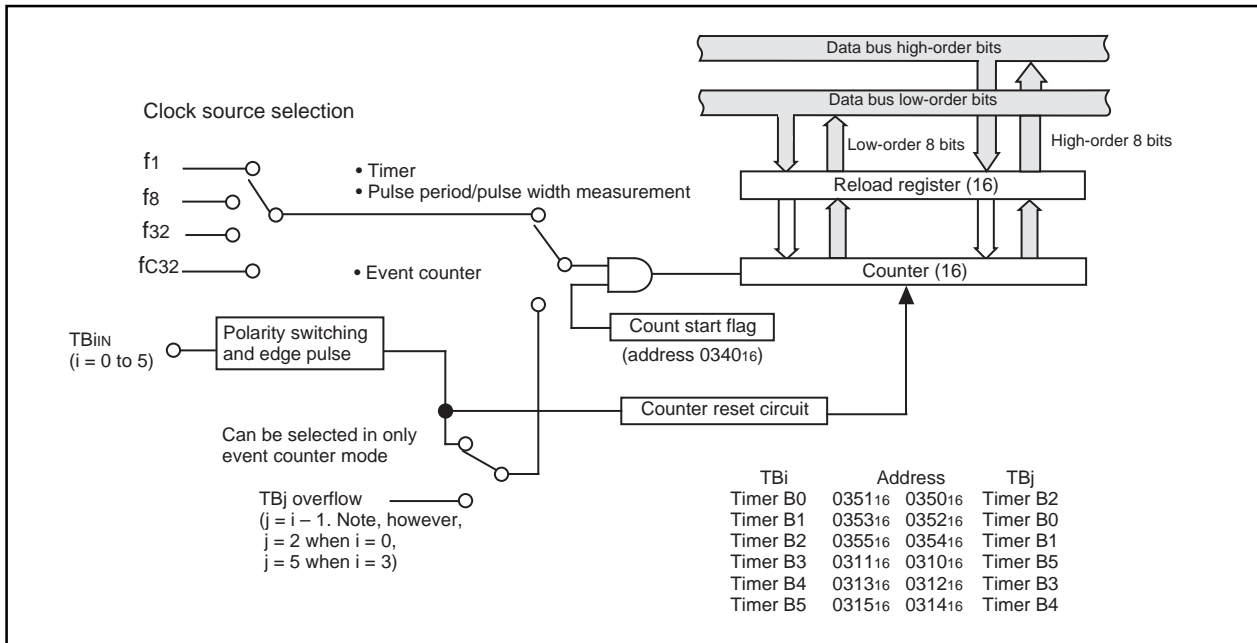 Data bus high-order bits
Data bus low-order bits
Clock source selection
Low-order 8 bits
High-order 8 bits
f1
• Timer
• Pulse period/pulse width measurement
Reload register (16)
f8
f32
fC32
• Event counter
Counter (16)
TBiIN
(i = 0 to 5)
Polarity switching
and edge pulse
Count start flag
(address 034016)
Counter reset circuit
Can be selected in only
event counter mode
TBj overflow
(j = i – 1. Note, however,
j = 2 when i = 0,
j = 5 when i = 3)
TBi Address TBj
Timer B0 035116 035016 Timer B2
Timer B1 035316 035216 Timer B0
Timer B2 035516 035416 Timer B1
Timer B3 031116 031016 Timer B5
Timer B4 031316 031216 Timer B3
Timer B5 031516 031416 Timer B4